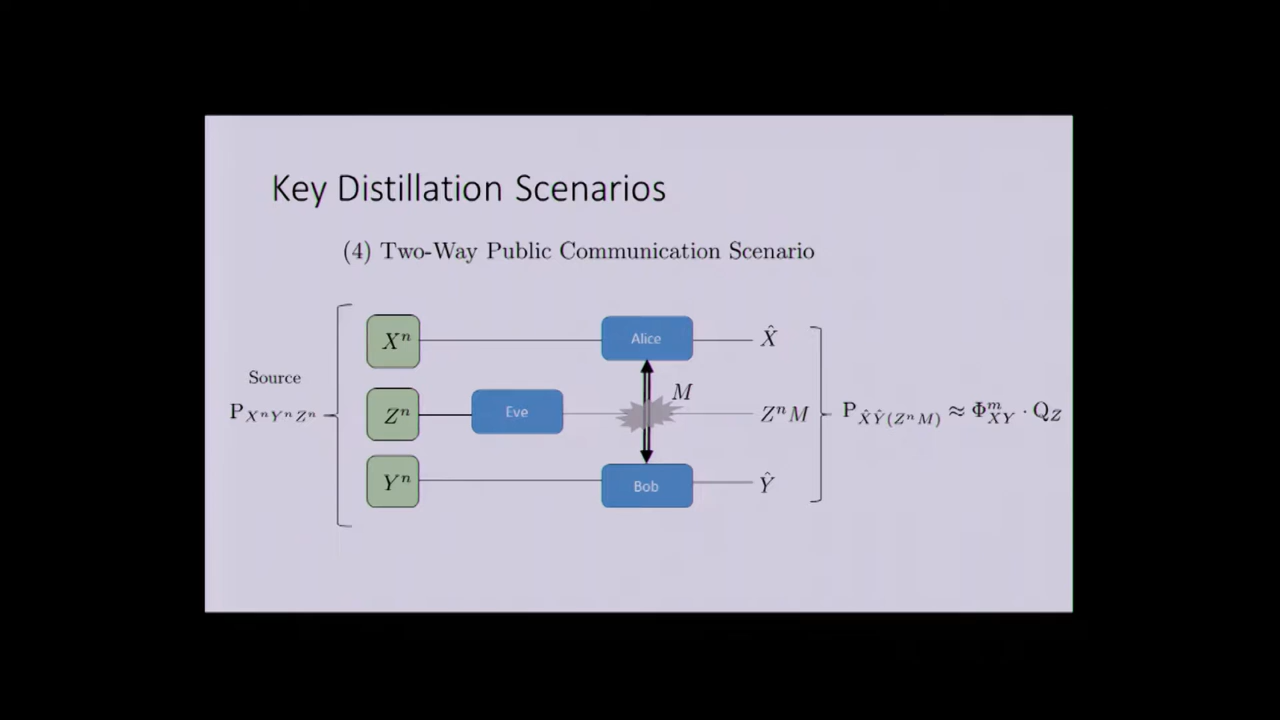 Key Distillation Scenarios
(4) Two-Way Public Communication Scenario
Source
P_{X^n Y^n Z^n}
X^n
Z^n
Y^n
Eve
Alice
M
Bob
X̂
Z^n M
Ŷ
P_{X̂Ŷ(Z^n M)} ≈ Φ^m_{XY} · Q_Z